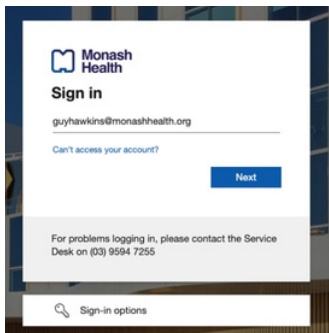 Monash
Health
Sign in
guyhawkins@monashhealth.org
Can't access your account?
Next
For problems logging in, please contact the Service
Desk on (03) 9594 7255
Sign-in options